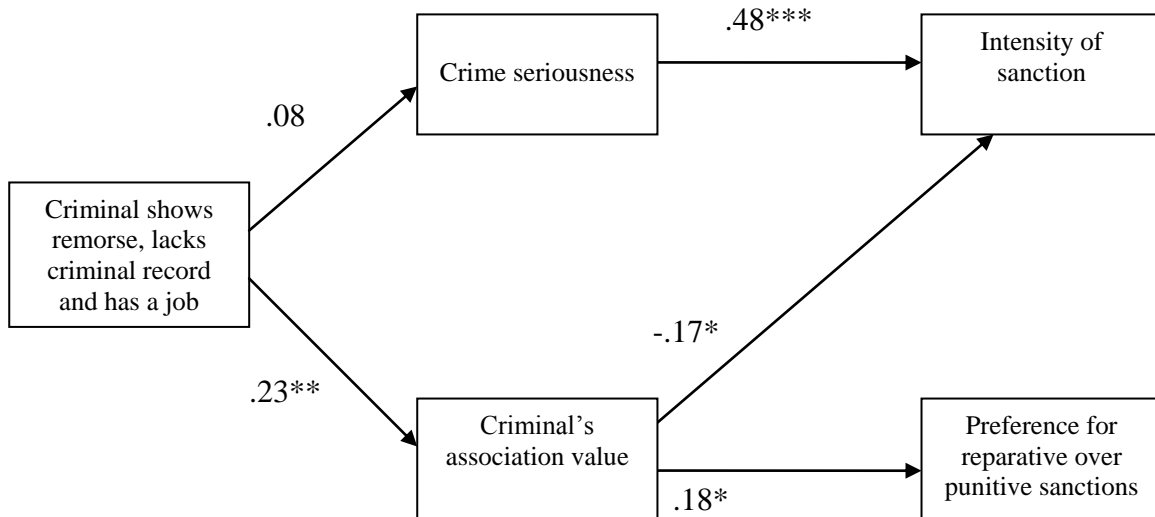 .48***
Crime seriousness
Intensity of
sanction
.08
Criminal shows
remorse, lacks
criminal record
and has a job
-.17*
.23**
Criminal’s
association value
Preference for
reparative over
punitive sanctions
.18*